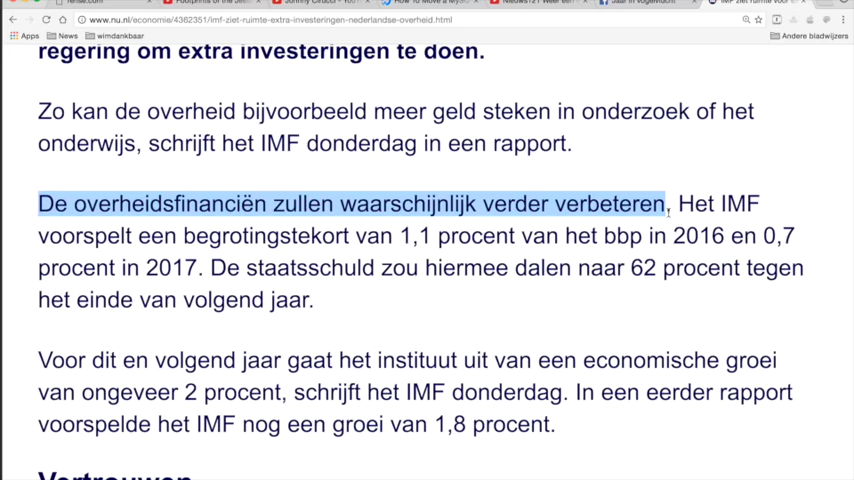 www.nu.nl/economie/4362351/imf-ziet-ruimte-extra-investeringen-nederlandse-overheid.html
Apps News wimdankbaar Andere bladwijzers
regering om extra investeringen te doen.
Zo kan de overheid bijvoorbeeld meer geld steken in onderzoek of het
onderwijs, schrijft het IMF donderdag in een rapport.
De overheidsfinanciën zullen waarschijnlijk verder verbeteren, Het IMF
voorspelt een begrotingstekort van 1,1 procent van het bbp in 2016 en 0,7
procent in 2017. De staatsschuld zou hiermee dalen naar 62 procent tegen
het einde van volgend jaar.
Voor dit en volgend jaar gaat het instituut uit van een economische groei
van ongeveer 2 procent, schrijft het IMF donderdag. In een eerder rapport
voorspelde het IMF nog een groei van 1,8 procent.
Vertrouwen